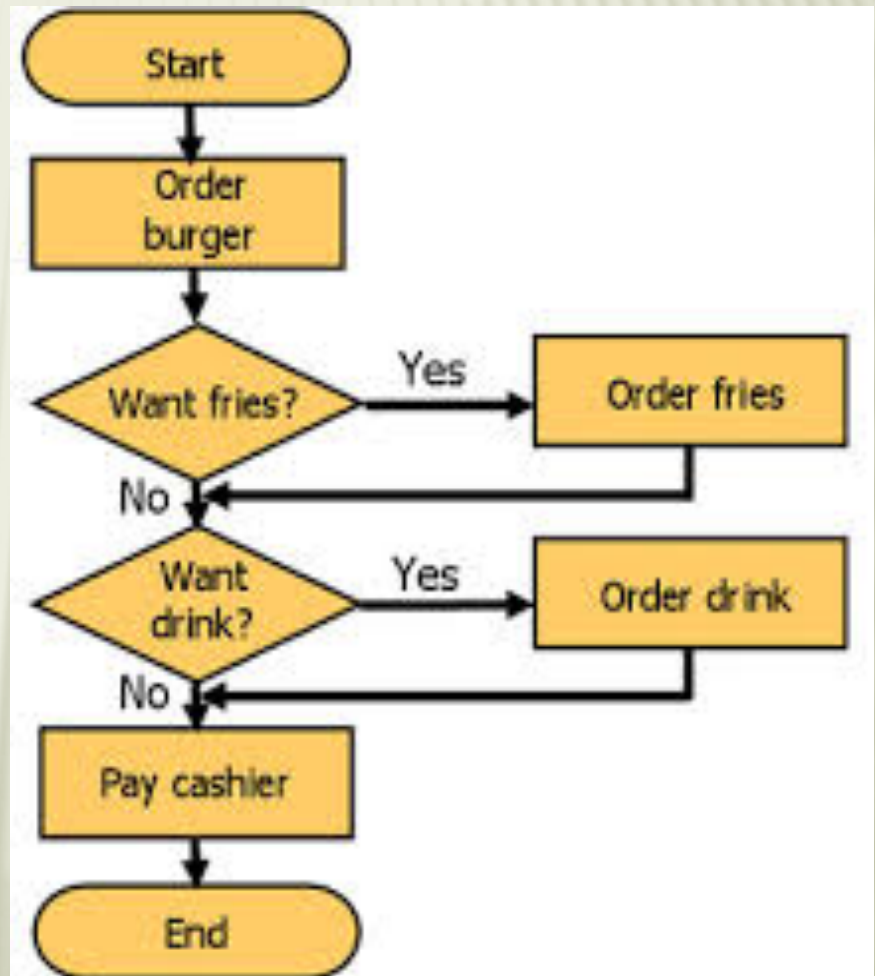 Start
Order
burger
Want fries?
Yes
Order fries
No
Want
drink?
Yes
Order drink
No
Pay cashier
End